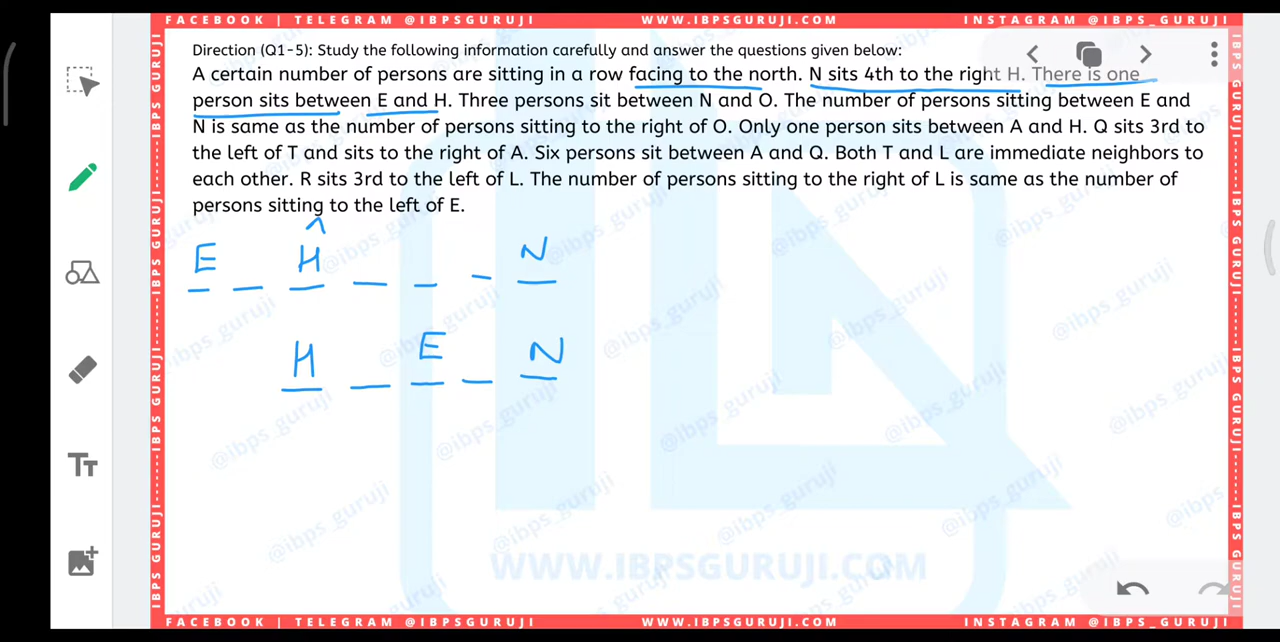 FACEBOOK | TELEGRAM @IBPSGURUJI WWW.IBPSGURUJI.COM INSTAGRAM @IBPS_GURUJI
Direction (Q1-5): Study the following information carefully and answer the questions given below:
A certain number of persons are sitting in a row facing to the north. N sits 4th to the right H. There is one
person sits between E and H. Three persons sit between N and O. The number of persons sitting between E and
N is same as the number of persons sitting to the right of O. Only one person sits between A and H. Q sits 3rd to
the left of T and sits to the right of A. Six persons sit between A and Q. Both T and L are immediate neighbors to
each other. R sits 3rd to the left of L. The number of persons sitting to the right of L is same as the number of
persons sitting to the left of E.
E H N
H E N
@ibps_guruji
WWW.IBPSGURUJI.COM
Tт
FACEBOOK | TELEGRAM @IBPSGURUJI WWW.IBPSGURUJI.COM INSTAGRAM @IBPS_GURUJI